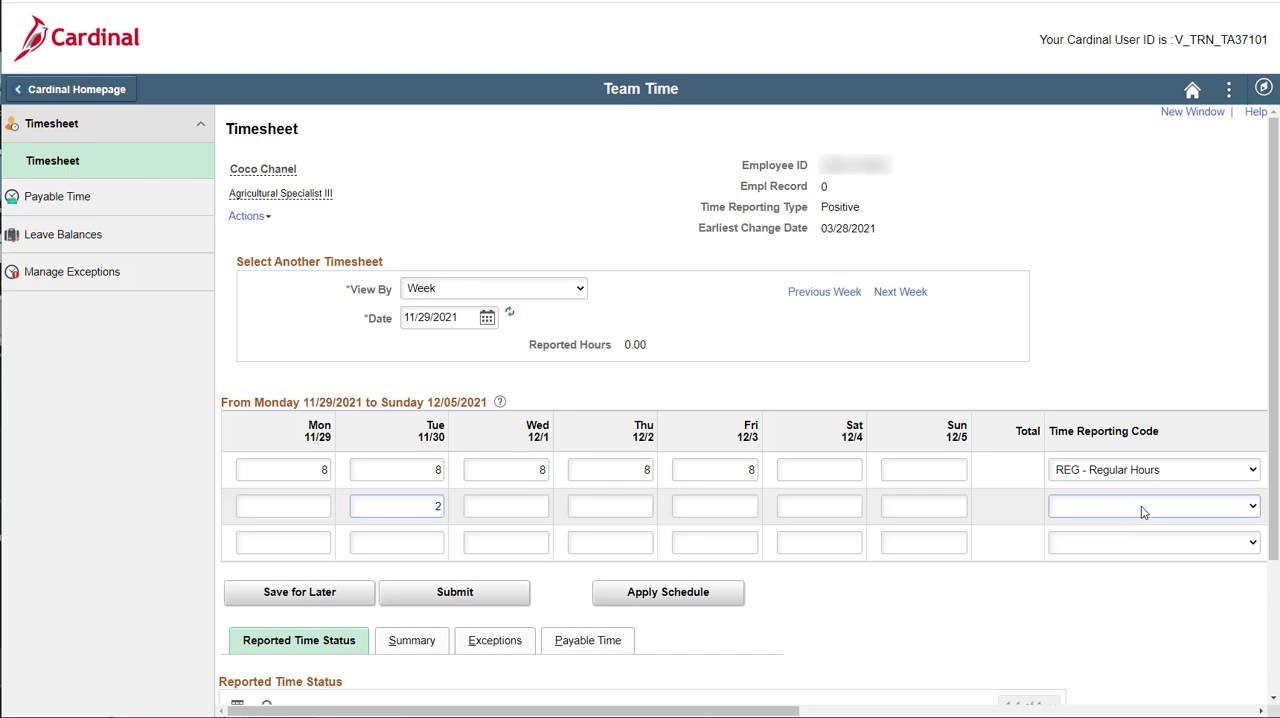 Cardinal
Your Cardinal User ID is : V_TRN_TA37101
Cardinal Homepage
Team Time
New Window | Help
Timesheet
Timesheet
Payable Time
Leave Balances
Manage Exceptions
Timesheet
Coco Chanel
Employee ID
Agricultural Specialist III
Empl Record 0
Actions
Time Reporting Type Positive
Earliest Change Date 03/28/2021
Select Another Timesheet
*View By Week
Previous Week Next Week
*Date 11/29/2021
Reported Hours 0.00
From Monday 11/29/2021 to Sunday 12/05/2021 ?
Mon 11/29 Tue 11/30 Wed 12/1 Thu 12/2 Fri 12/3 Sat 12/4 Sun 12/5 Total Time Reporting Code
8 8 8 8 8 REG - Regular Hours
2
Save for Later Submit Apply Schedule
Reported Time Status Summary Exceptions Payable Time
Reported Time Status